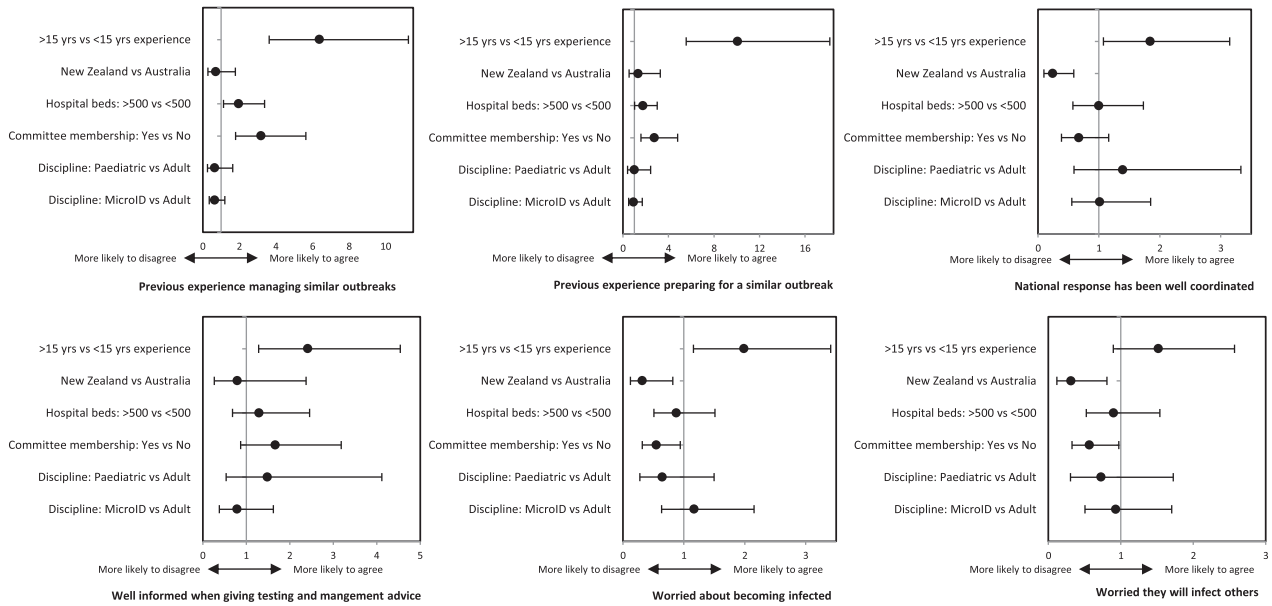 >15 yrs vs <15 yrs experience
New Zealand vs Australia
Hospital beds: >500 vs <500
Committee membership: Yes vs No
Discipline: Paediatric vs Adult
Discipline: MicroID vs Adult
0 2 4 6 8 10
More likely to disagree More likely to agree
Previous experience managing similar outbreaks
>15 yrs vs <15 yrs experience
New Zealand vs Australia
Hospital beds: >500 vs <500
Committee membership: Yes vs No
Discipline: Paediatric vs Adult
Discipline: MicroID vs Adult
0 4 8 12 16
More likely to disagree More likely to agree
Previous experience preparing for a similar outbreak
>15 yrs vs <15 yrs experience
New Zealand vs Australia
Hospital beds: >500 vs <500
Committee membership: Yes vs No
Discipline: Paediatric vs Adult
Discipline: MicroID vs Adult
0 1 2 3
More likely to disagree More likely to agree
National response has been well coordinated
>15 yrs vs <15 yrs experience
New Zealand vs Australia
Hospital beds: >500 vs <500
Committee membership: Yes vs No
Discipline: Paediatric vs Adult
Discipline: MicroID vs Adult
0 1 2 3 4 5
More likely to disagree More likely to agree
Well informed when giving testing and mangement advice
>15 yrs vs <15 yrs experience
New Zealand vs Australia
Hospital beds: >500 vs <500
Committee membership: Yes vs No
Discipline: Paediatric vs Adult
Discipline: MicroID vs Adult
0 1 2 3
More likely to disagree More likely to agree
Worried about becoming infected
>15 yrs vs <15 yrs experience
New Zealand vs Australia
Hospital beds: >500 vs <500
Committee membership: Yes vs No
Discipline: Paediatric vs Adult
Discipline: MicroID vs Adult
0 1 2 3
More likely to disagree More likely to agree
Worried they will infect others